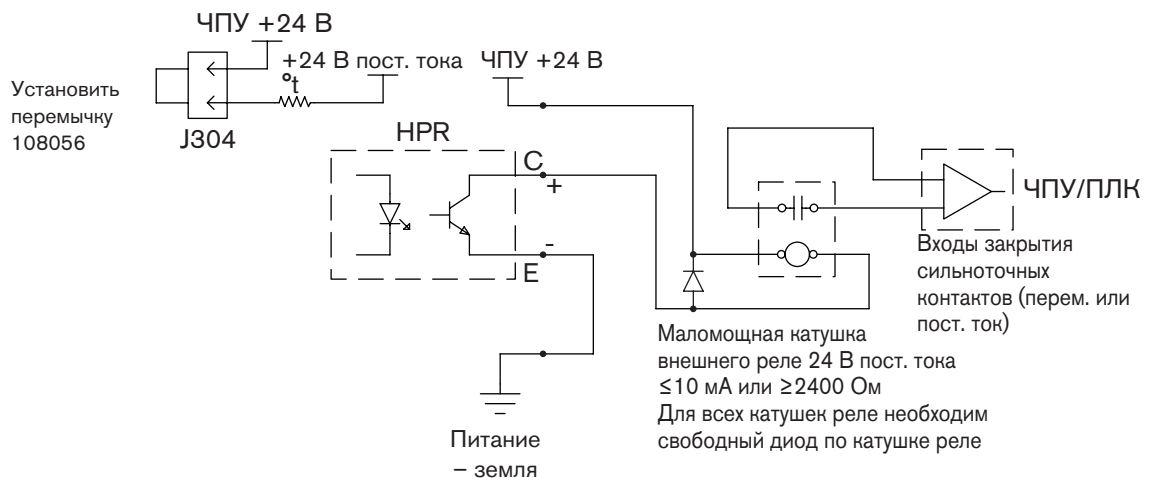 ЧПУ +24 В
+24 В пост. тока
ЧПУ +24 В
°t
Установить
перемычку
108056
J304
HPR
C
+
-
E
ЧПУ/ПЛК
Входы закрытия
сильноточных
контактов (перем. или
пост. ток)
Маломощная катушка
внешнего реле 24 В пост. тока
≤10 мА или ≥2400 Ом
Для всех катушек реле необходим
свободный диод по катушке реле
Питание
– земля